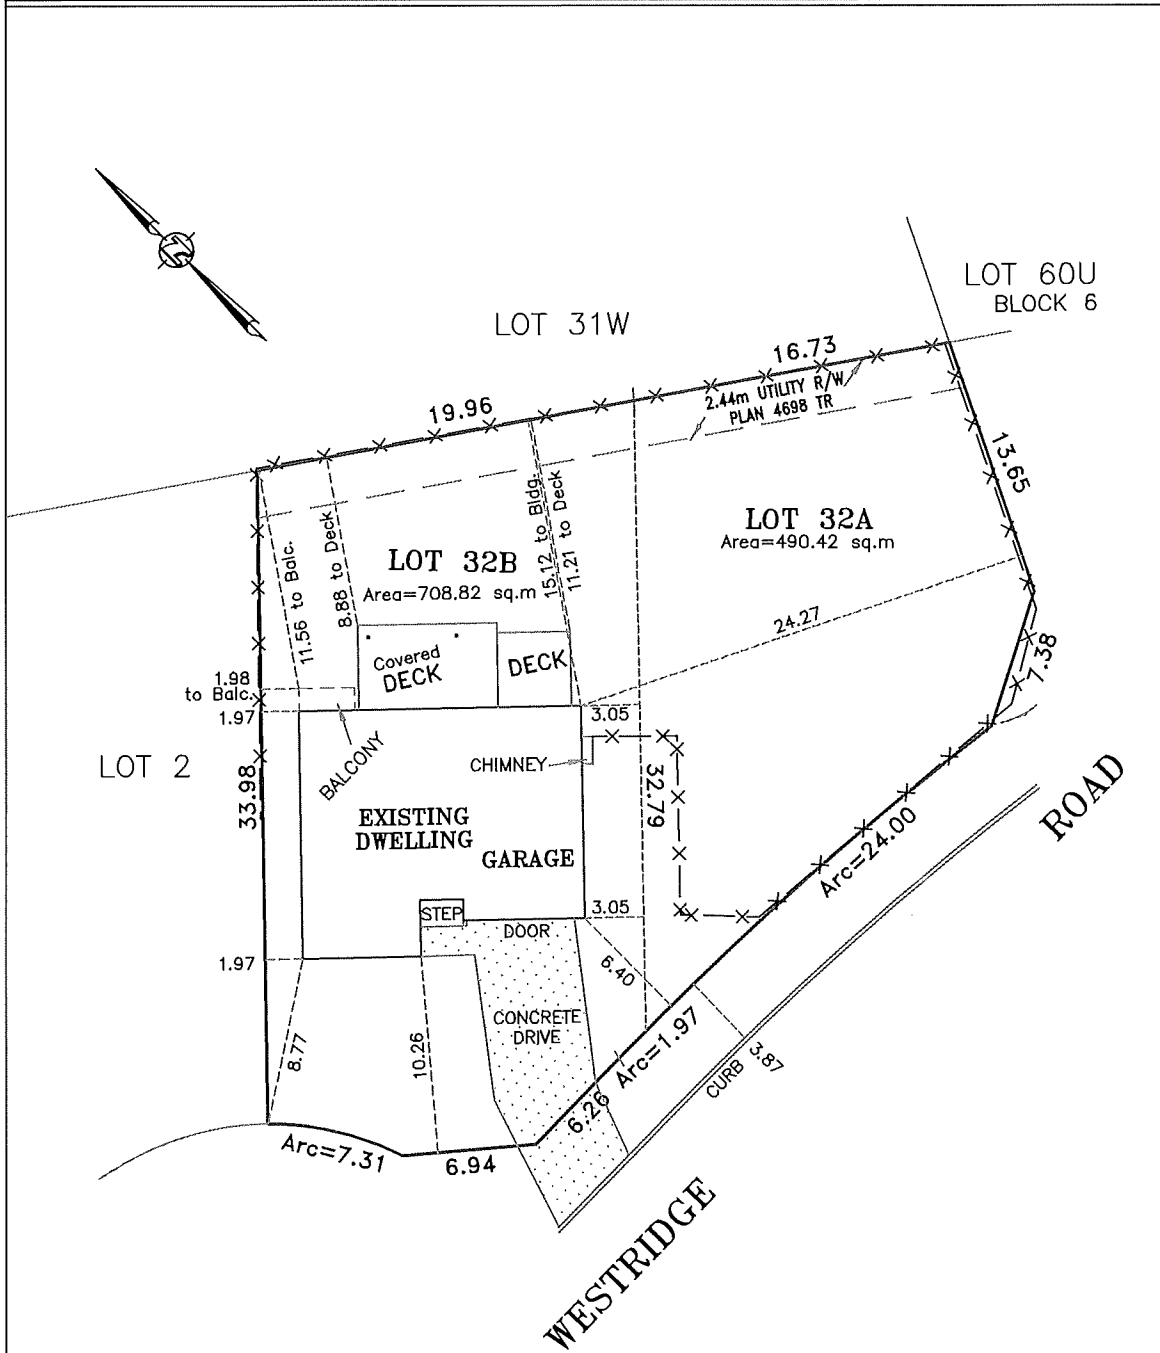 LOT 60U
BLOCK 6
LOT 31W
16.73
2.44m UTILITY R/W
PLAN 4698 TR
19.96
13.65
LOT 32A
Area=490.42 sq.m
15.12 to Bldg.
11.21 to Deck
LOT 32B
Area=708.82 sq.m
8.88 to Deck
11.56 to Balc.
24.27
7.38
Covered
DECK
DECK
1.98
to Balc.
1.97
3.05
BALCONY
CHIMNEY
LOT 2
33.98
32.79
EXISTING
DWELLING
GARAGE
ROAD
Arc=24.00
STEP
3.05
DOOR
1.97
6.40
CONCRETE
DRIVE
8.77
10.26
Arc=1.97
3.87
CURB
6.26
Arc=7.31
6.94
WESTRIDGE